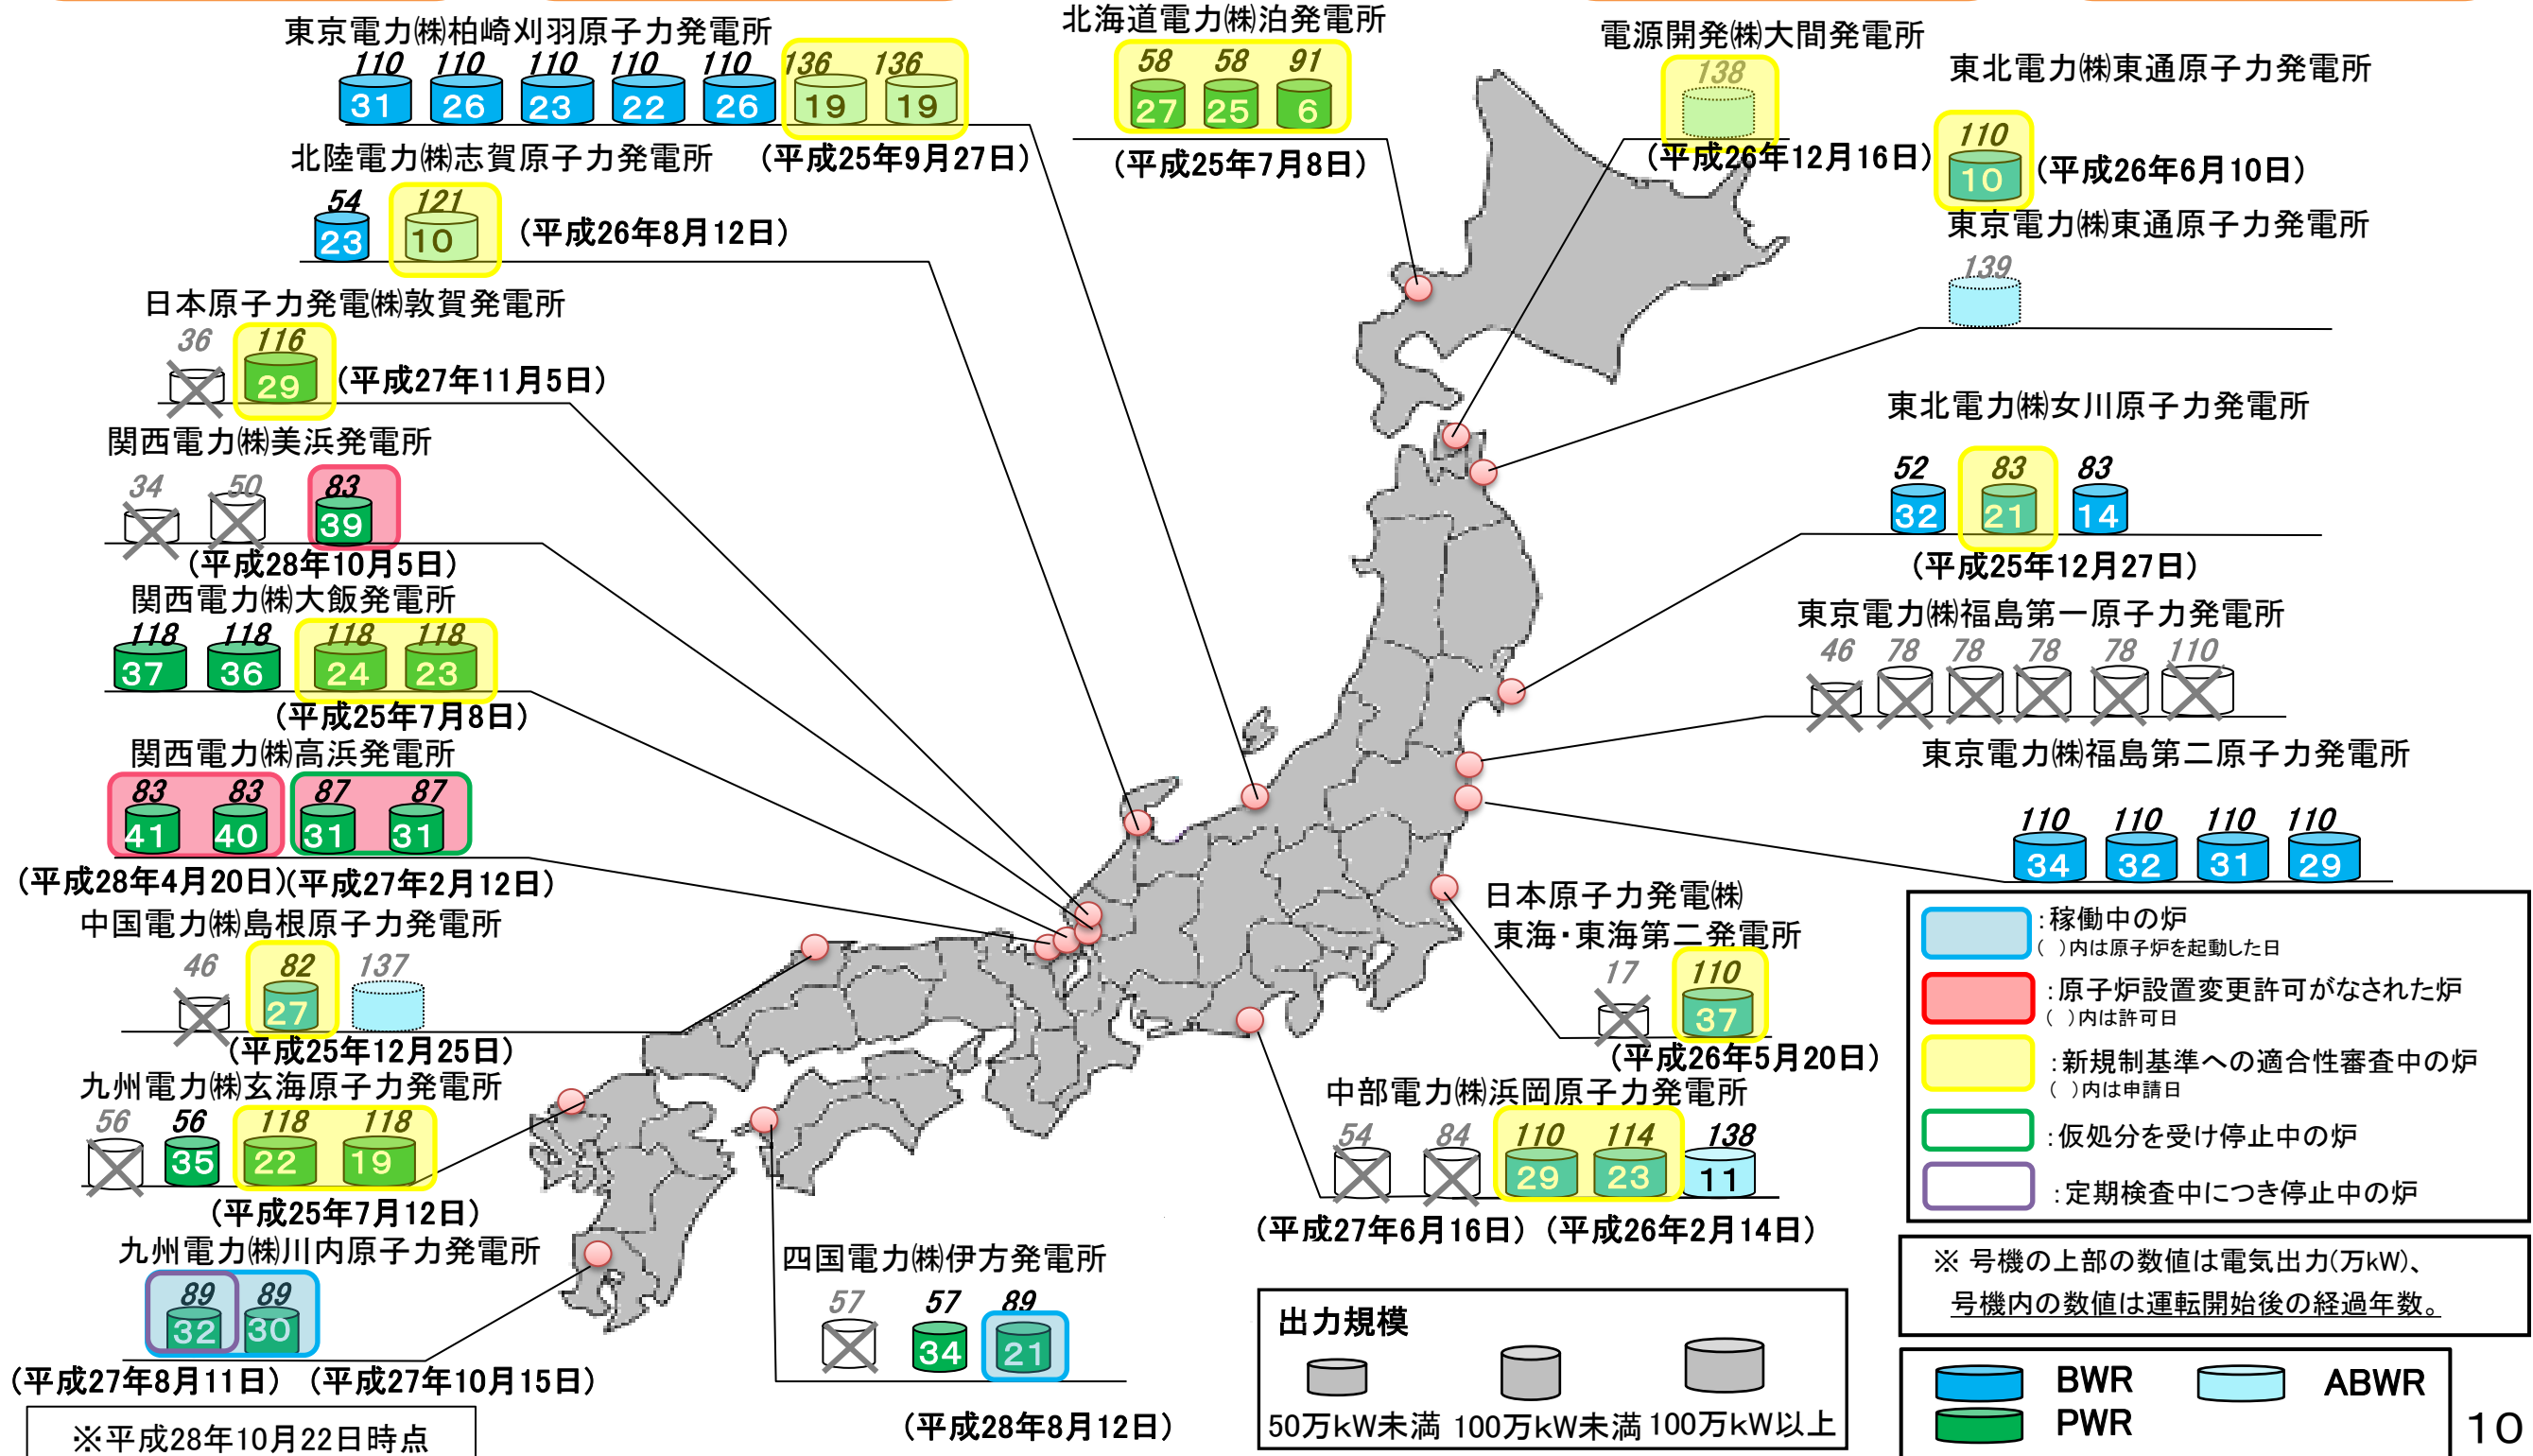 東京電力㈱柏崎刈羽原子力発電所
110 110 110 110 110 136 136
31 26 23 22 26 19 19
(平成25年9月27日)
北陸電力㈱志賀原子力発電所
54 121
23 10
(平成26年8月12日)
日本原子力発電㈱敦賀発電所
36 116
29
(平成27年11月5日)
関西電力㈱美浜発電所
34 50 83
39
(平成28年10月5日)
関西電力㈱大飯発電所
118 118 118 118
37 36 24 23
(平成25年7月8日)
関西電力㈱高浜発電所
83 83 87 87
41 40 31 31
(平成28年4月20日)(平成27年2月12日)
中国電力㈱島根原子力発電所
46 82 137
27
(平成25年12月25日)
九州電力㈱玄海原子力発電所
56 56 118 118
35 22 19
(平成25年7月12日)
九州電力㈱川内原子力発電所
89 89
32 30
(平成27年8月11日) (平成27年10月15日)
※平成28年10月22日時点
北海道電力㈱泊発電所
58 58 91
27 25 6
(平成25年7月8日)
電源開発㈱大間発電所
138
(平成26年12月16日)
東北電力㈱東通原子力発電所
110
10
(平成26年6月10日)
東京電力㈱東通原子力発電所
139
東北電力㈱女川原子力発電所
52 83 83
32 21 14
(平成25年12月27日)
東京電力㈱福島第一原子力発電所
46 78 78 78 78 110
東京電力㈱福島第二原子力発電所
110 110 110 110
34 32 31 29
日本原子力発電㈱
東海・東海第二発電所
17 110
37
(平成26年5月20日)
中部電力㈱浜岡原子力発電所
54 84 110 114 138
29 23 11
(平成27年6月16日) (平成26年2月14日)
四国電力㈱伊方発電所
57 57 89
34 21
(平成28年8月12日)
出力規模
50万kW未満 100万kW未満 100万kW以上
:稼働中の炉
( )内は原子炉を起動した日
:原子炉設置変更許可がなされた炉
( )内は許可日
:新規制基準への適合性審査中の炉
( )内は申請日
:仮処分を受け停止中の炉
:定期検査中につき停止中の炉
※ 号機の上部の数値は電気出力(万kW)、
号機内の数値は運転開始後の経過年数。
BWR ABWR
PWR
10